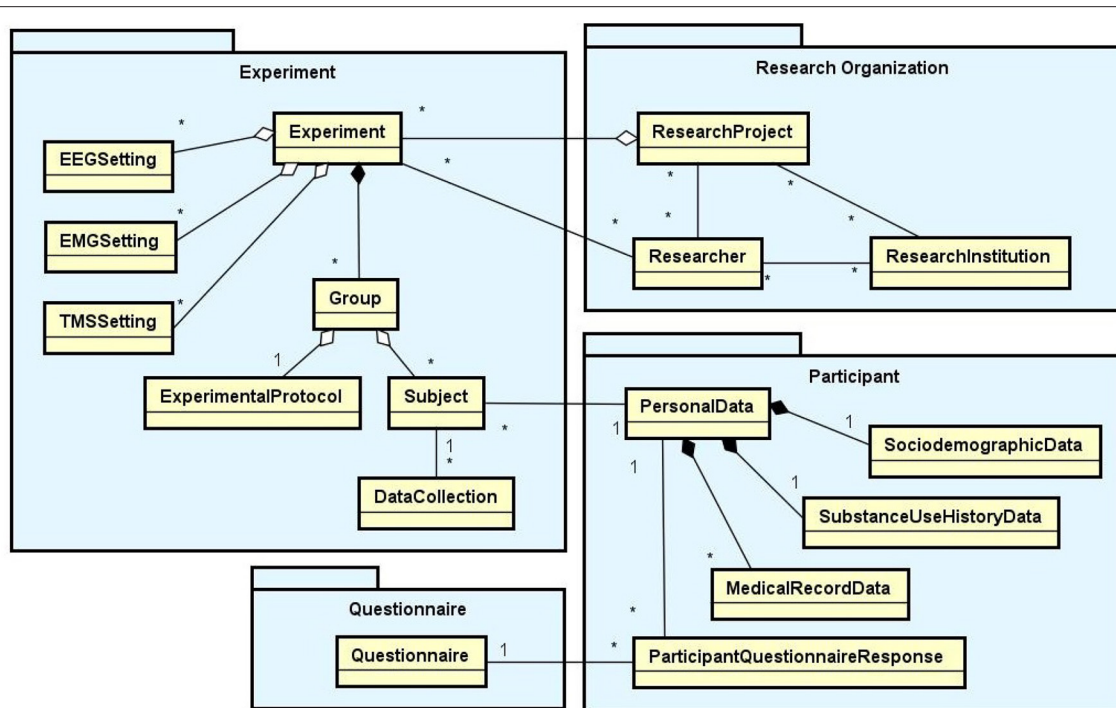 Experiment
Experiment
*
EEGSetting
*
EMGSetting
*
TMSSetting
*
*
Group
1
*
ExperimentalProtocol
Subject
*
1
*
DataCollection
Research Organization
*
ResearchProject
*
*
*
*
*
*
Researcher
ResearchInstitution
*
*
Participant
PersonalData
1
1
1
SociodemographicData
1
SubstanceUseHistoryData
*
MedicalRecordData
*
*
ParticipantQuestionnaireResponse
Questionnaire
Questionnaire
1